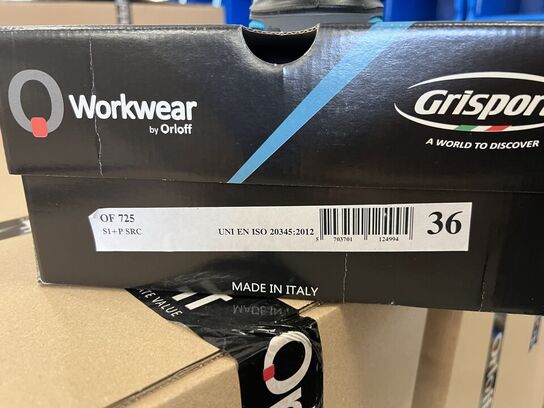 Workwear
by Orloff
Grisport
A WORLD TO DISCOVER
OF 725
S1+P SRC
UNI EN ISO 20345:2012
5 703701 124994
36
MADE IN ITALY